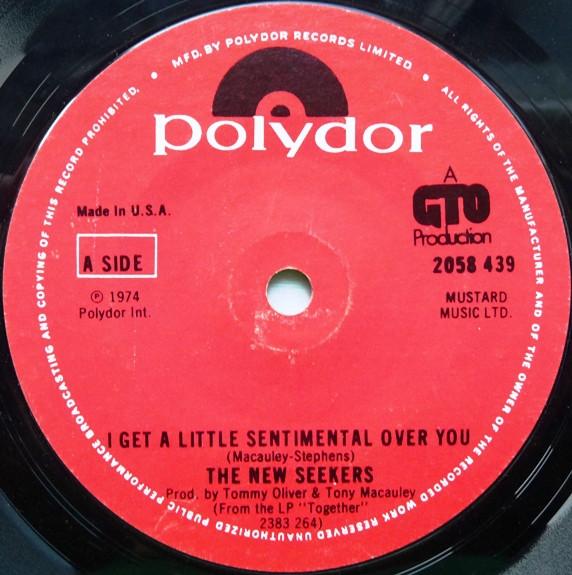 MFD. BY POLYDOR RECORDS LIMITED. • ALL RIGHTS OF THE MANUFACTURER AND OF THE OWNER OF THE RECORDED WORK RESERVED UNAUTHORIZED PUBLIC PERFORMANCE BROADCASTING AND COPYING OF THIS RECORD PROHIBITED. •
polydor
Made In U.S.A.
A SIDE
℗ 1974
Polydor Int.
A
GTO
Production
2058 439
MUSTARD
MUSIC LTD.
I GET A LITTLE SENTIMENTAL OVER YOU
(Macauley-Stephens)
THE NEW SEEKERS
Prod. by Tommy Oliver & Tony Macauley
(From the LP "Together"
2383 264)